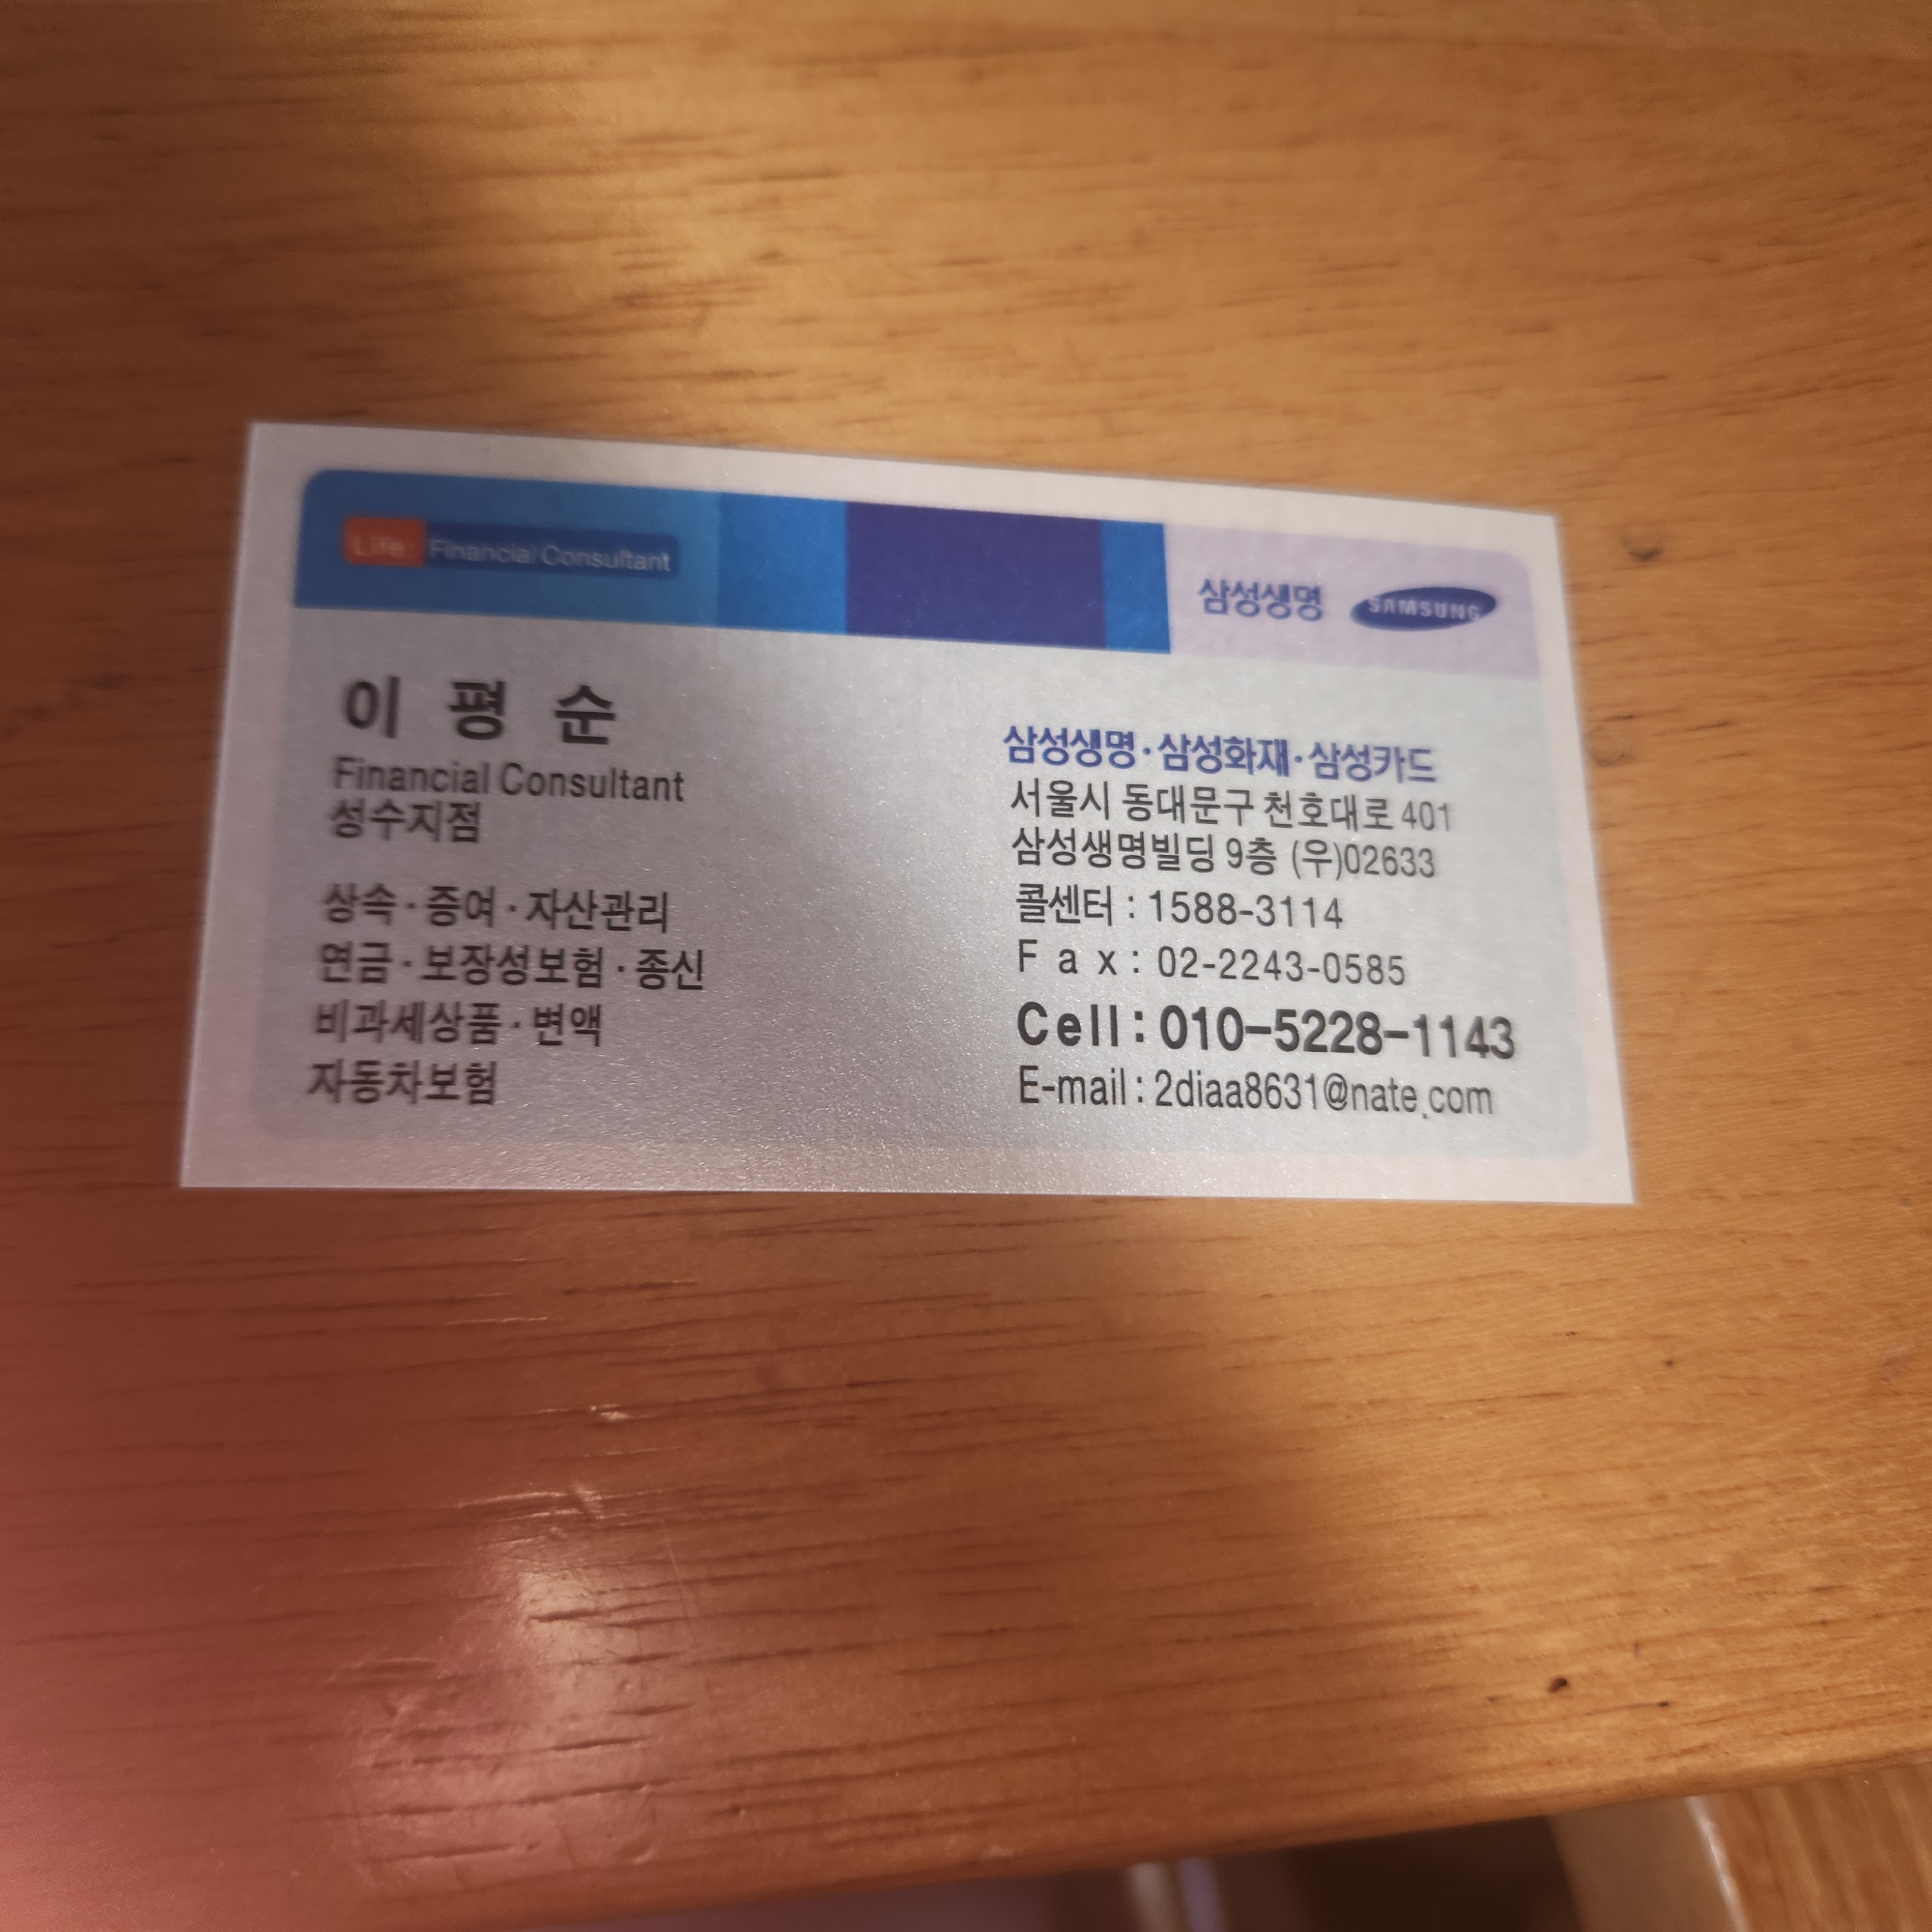 Life: Financial Consultant
삼성생명 SAMSUNG
이 평 순
Financial Consultant
성수지점
상속·증여·자산관리
연금·보장성보험·종신
비과세상품·변액
자동차보험
삼성생명·삼성화재·삼성카드
서울시 동대문구 천호대로 401
삼성생명빌딩 9층 (우)02633
콜센터 : 1588-3114
F a x : 02-2243-0585
Cell : 010-5228-1143
E-mail : 2diaa8631@nate.com